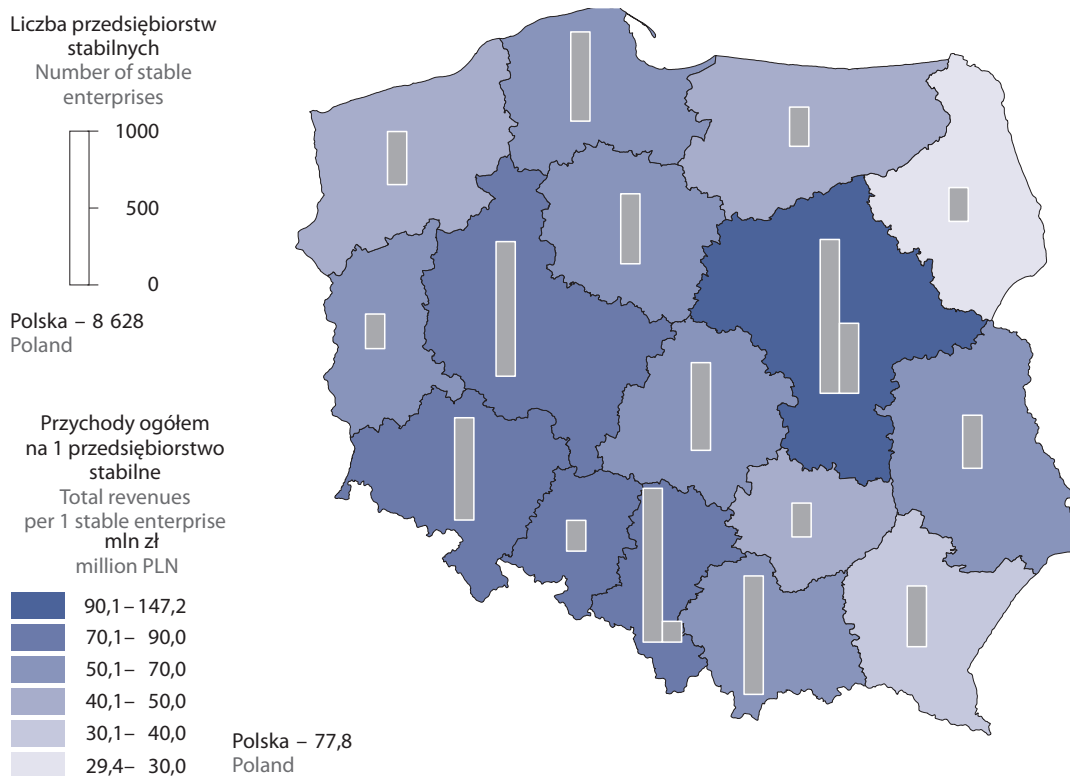 Liczba przedsiębiorstw
stabilnych
Number of stable
enterprises
1000
500
0
Polska – 8 628
Poland
Przychody ogółem
na 1 przedsiębiorstwo
stabilne
Total revenues
per 1 stable enterprise
mln zł
million PLN
90,1– 147,2
70,1– 90,0
50,1– 70,0
40,1– 50,0
30,1– 40,0
29,4– 30,0
Polska – 77,8
Poland